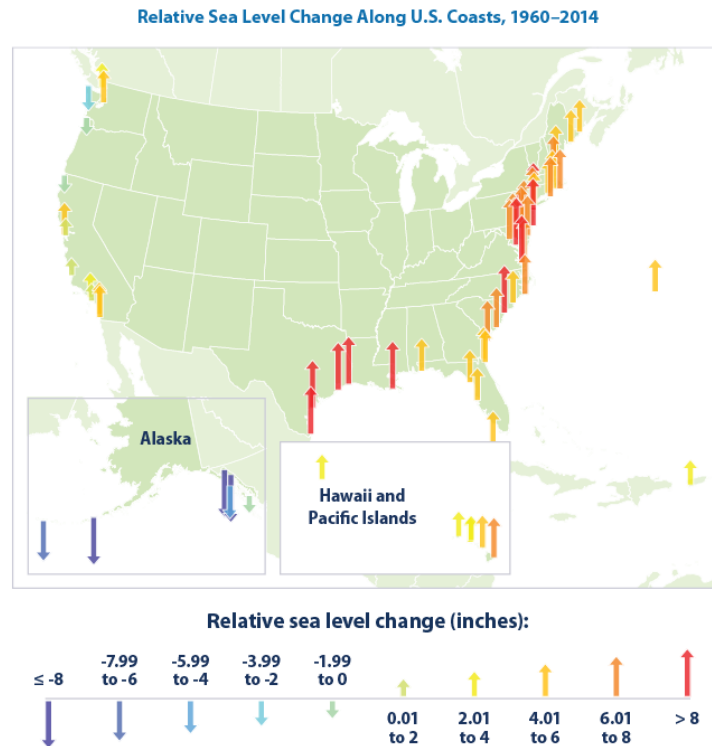 Relative Sea Level Change Along U.S. Coasts, 1960–2014
Alaska
Hawaii and
Pacific Islands
Relative sea level change (inches):
≤ -8
-7.99
to -6
-5.99
to -4
-3.99
to -2
-1.99
to 0
0.01
to 2
2.01
to 4
4.01
to 6
6.01
to 8
> 8